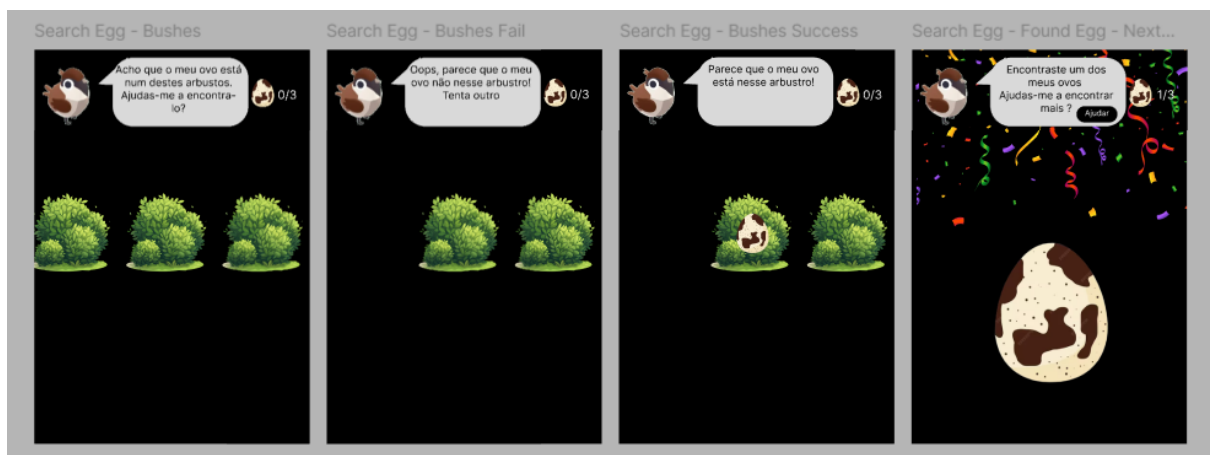 Search Egg - Bushes
Acho que o meu ovo está
num destes arbustos.
Ajudas-me a encontra-
lo?
0/3
Search Egg - Bushes Fail
Oops, parece que o meu
ovo não nesse arbustro!
Tenta outro
0/3
Search Egg - Bushes Success
Parece que o meu ovo
está nesse arbustro!
0/3
Search Egg - Found Egg - Next...
Encontraste um dos
meus ovos
Ajudas-me a encontrar
mais ?
Ajudar
1/3